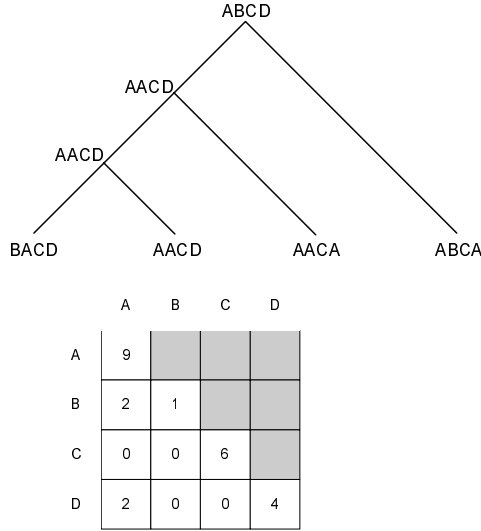 ABCD
AACD
AACD
BACD AACD AACA ABCA
A B C D
A 9
B 2 1
C 0 0 6
D 2 0 0 4